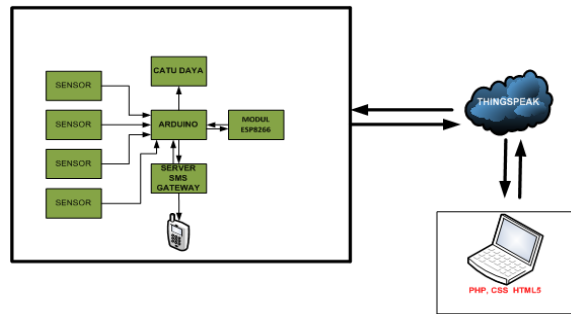 CATU DAYA
SENSOR
SENSOR
SENSOR
SENSOR
ARDUINO
MODUL
ESP8266
SERVER
SMS
GATEWAY
THINGSPEAK
PHP, CSS HTML5